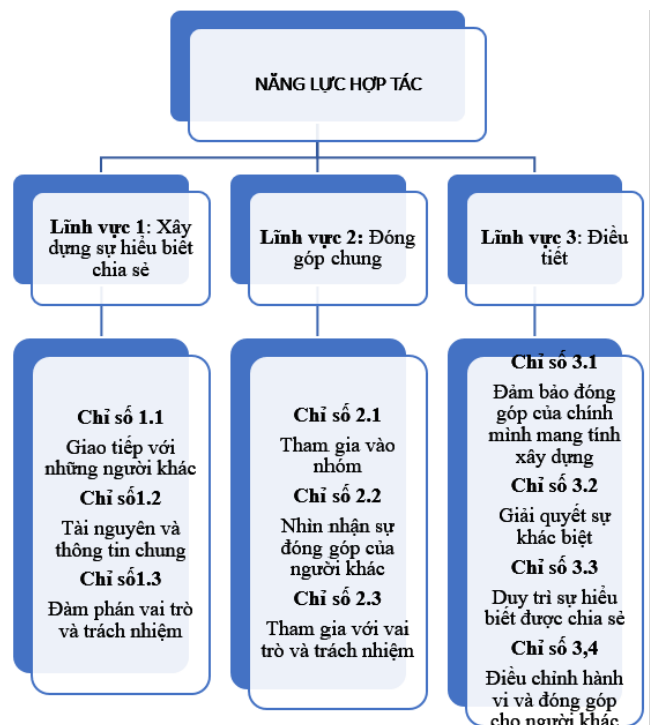 NĂNG LỰC HỢP TÁC
Lĩnh vực 1: Xây
dựng sự hiểu biết
chia sẻ
Lĩnh vực 2: Đóng
góp chung
Lĩnh vực 3: Điều
tiết
Chỉ số 1.1
Giao tiếp với
những người khác
Chỉ số1.2
Tài nguyên và
thông tin chung
Chỉ số1.3
Đàm phán vai trò
và trách nhiệm
Chỉ số 2.1
Tham gia vào
nhóm
Chỉ số 2.2
Nhìn nhận sự
đóng góp của
người khác
Chỉ số 2.3
Tham gia với vai
trò và trách nhiệm
Chỉ số 3.1
Đảm bảo đóng
góp của chính
mình mang tính
xây dựng
Chỉ số 3.2
Giải quyết sự
khác biệt
Chỉ số 3.3
Duy trì sự hiểu
biết được chia sẻ
Chỉ số 3,4
Điều chỉnh hành
vi và đóng góp
cho người khác